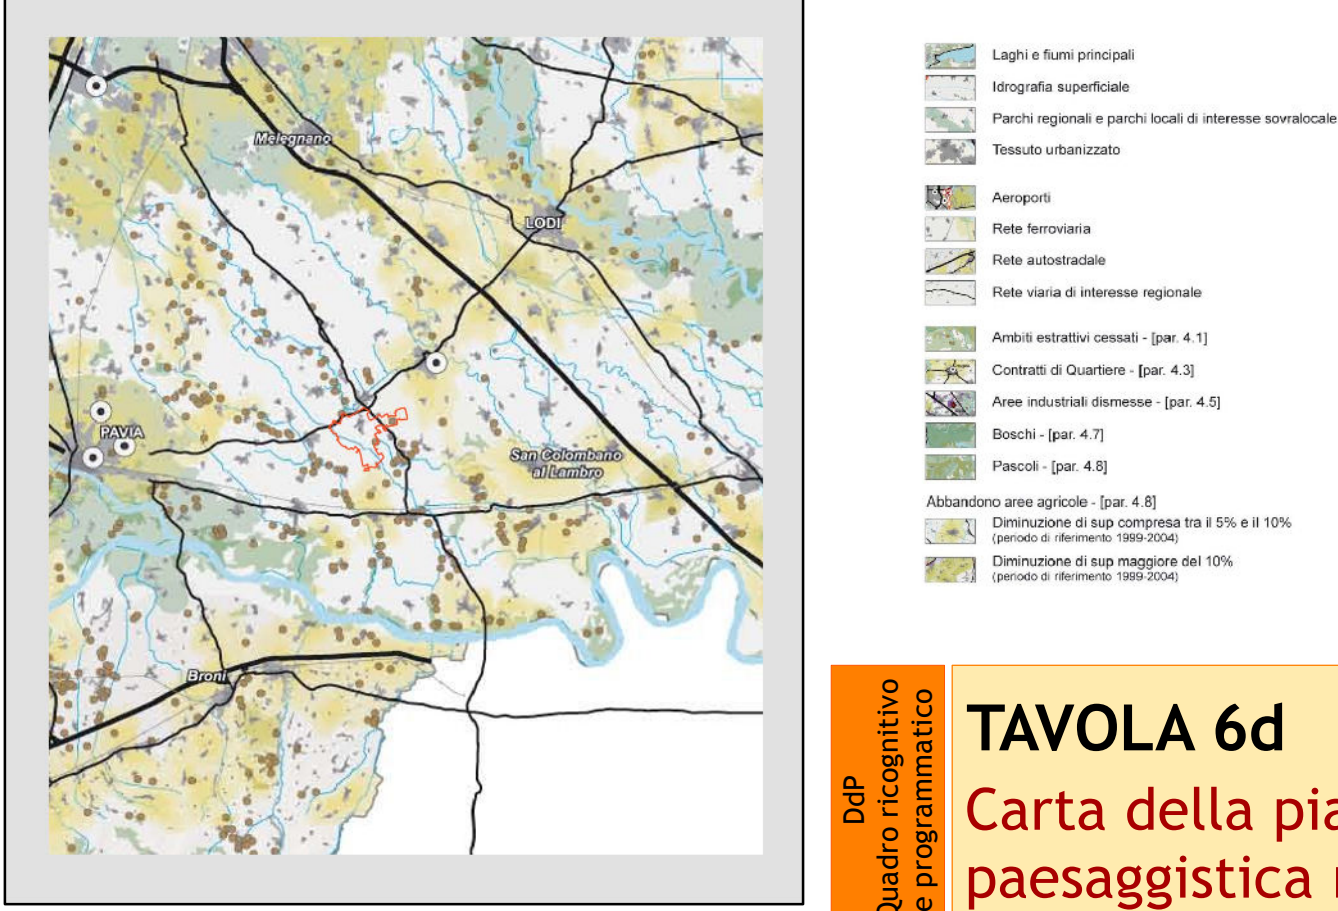 Melegnano
LODI
PAVIA
San Colombano
al Lambro
Broni
Laghi e fiumi principali
Idrografia superficiale
Parchi regionali e parchi locali di interesse sovralocale
Tessuto urbanizzato
Aeroporti
Rete ferroviaria
Rete autostradale
Rete viaria di interesse regionale
Ambiti estrattivi cessati - [par. 4.1]
Contratti di Quartiere - [par. 4.3]
Aree industriali dismesse - [par. 4.5]
Boschi - [par. 4.7]
Pascoli - [par. 4.8]
Abbandono aree agricole - [par. 4.8]
Diminuzione di sup compresa tra il 5% e il 10%
(periodo di riferimento 1999-2004)
Diminuzione di sup maggiore del 10%
(periodo di riferimento 1999-2004)
DdP
Quadro ricognitivo
e programmatico
TAVOLA 6d
Carta della pia
paesaggistica